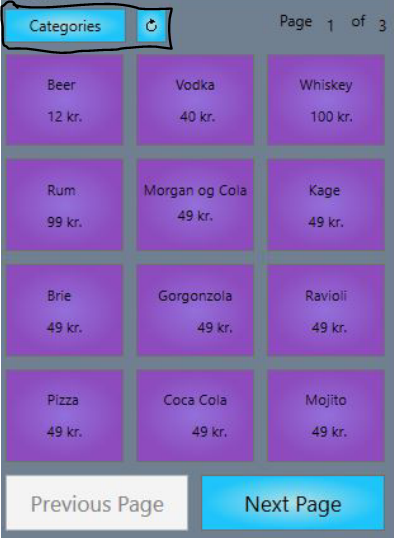 Categories Page 1 of 3
Beer Vodka Whiskey
12 kr. 40 kr. 100 kr.
Rum Morgan og Cola Kage
99 kr. 49 kr. 49 kr.
Brie Gorgonzola Ravioli
49 kr. 49 kr. 49 kr.
Pizza Coca Cola Mojito
49 kr. 49 kr. 49 kr.
Previous Page Next Page